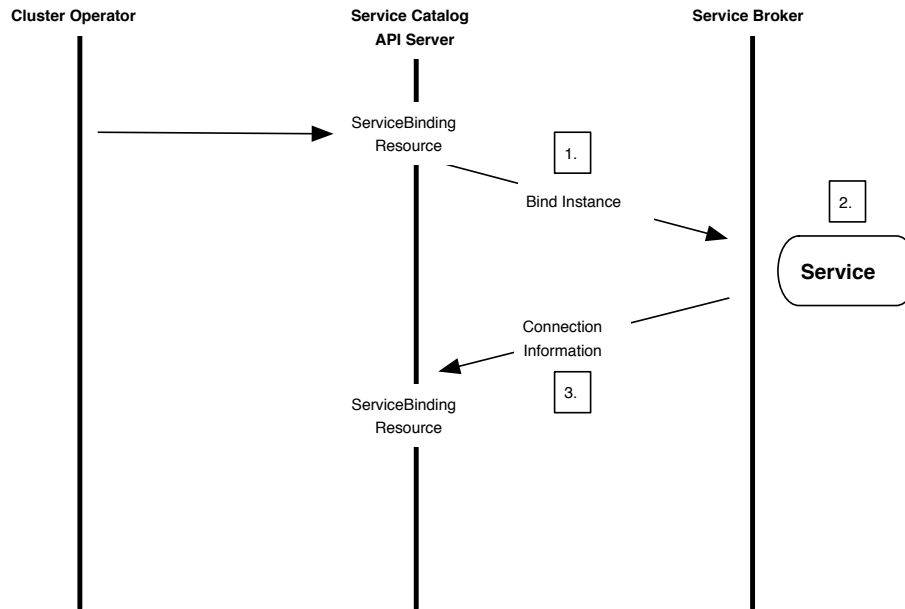 Cluster Operator
Service Catalog
API Server
Service Broker
ServiceBinding
Resource
1.
Bind Instance
2.
Service
Connection
Information
3.
ServiceBinding
Resource